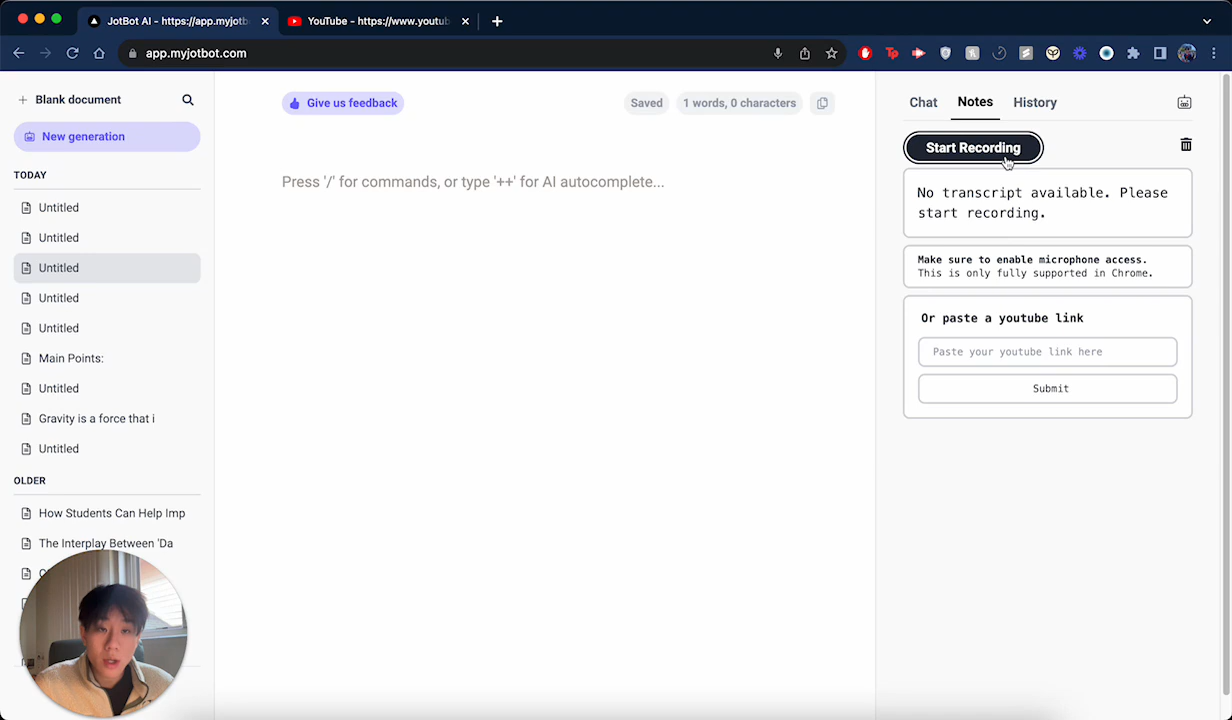 JotBot AI - https://app.myjotb
YouTube - https://www.youtub
app.myjotbot.com
Blank document
New generation
TODAY
Untitled
Untitled
Untitled
Untitled
Untitled
Main Points:
Untitled
Gravity is a force that i
Untitled
OLDER
How Students Can Help Imp
The Interplay Between 'Da
Give us feedback
Saved
1 words, 0 characters
Press '/' for commands, or type '++' for AI autocomplete...
Chat Notes History
Start Recording
No transcript available. Please
start recording.
Make sure to enable microphone access.
This is only fully supported in Chrome.
Or paste a youtube link
Paste your youtube link here
Submit